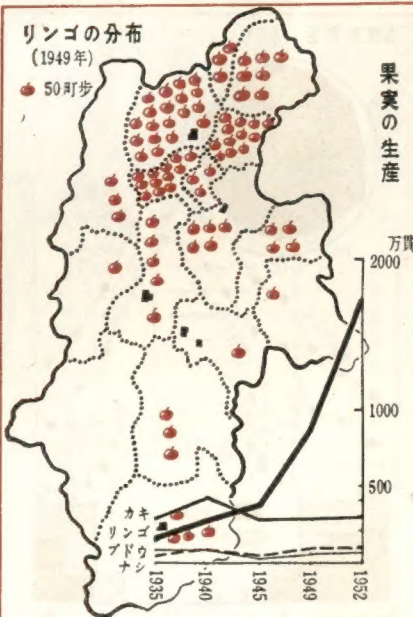 リンゴの分布
(1949年)
50町歩
果実の生産
万貫
2000
1000
500
カキ
リンゴ
ブドウ
ナシ
1935
1940
1945
1949
1952